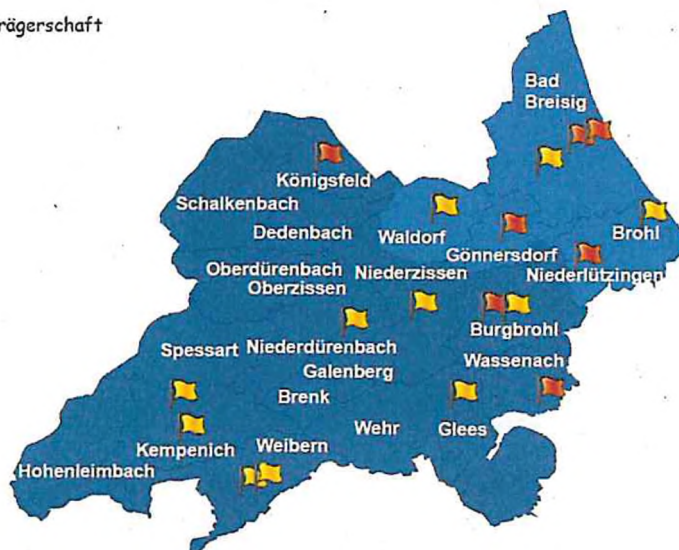 rägerschaft
Bad
Breisig
Königsfeld
Schalkenbach
Dedenbach
Waldorf
Brohl
Gönnersdorf
Oberdürenbach
Niederzissen
Niederlützingen
Oberzissen
Burgbrohl
Spessart
Niederdürenbach
Wassenach
Galenberg
Brenk
Wehr
Glees
Kempenich
Weibern
Hohenleimbach